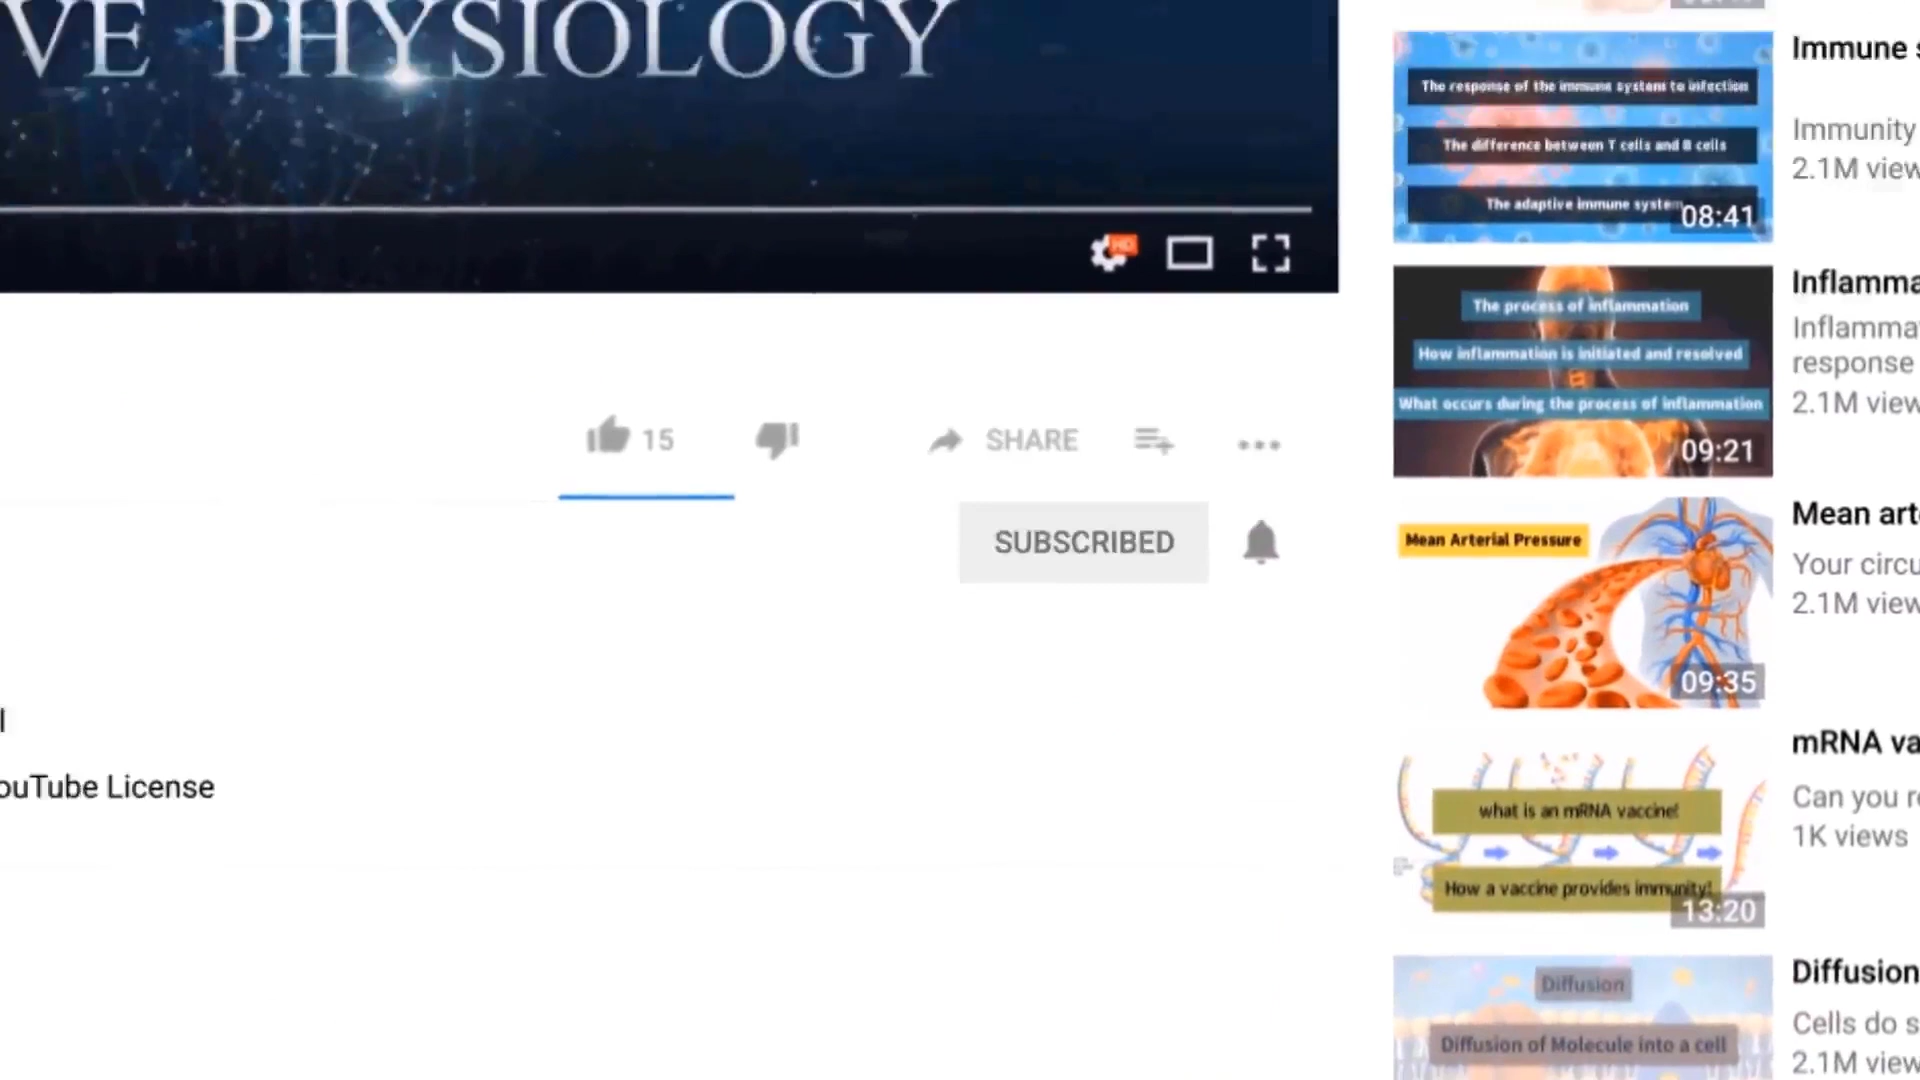 VE PHYSIOLOGY
HD
15
SHARE
SUBSCRIBED
ouTube License
The response of the immune system to infection
The difference between T cells and B cells
The adaptive immune system
08:41
Immune s
Immunity
2.1M view
The process of inflammation
How inflammation is initiated and resolved
What occurs during the process of inflammation
09:21
Inflamma
Inflammat
response
2.1M view
Mean Arterial Pressure
09:35
Mean arte
Your circu
2.1M view
what is an mRNA vaccine!
How a vaccine provides immunity!
13:20
mRNA va
Can you re
1K views
Diffusion
Diffusion of Molecule into a cell
Diffusion
Cells do s
2.1M view